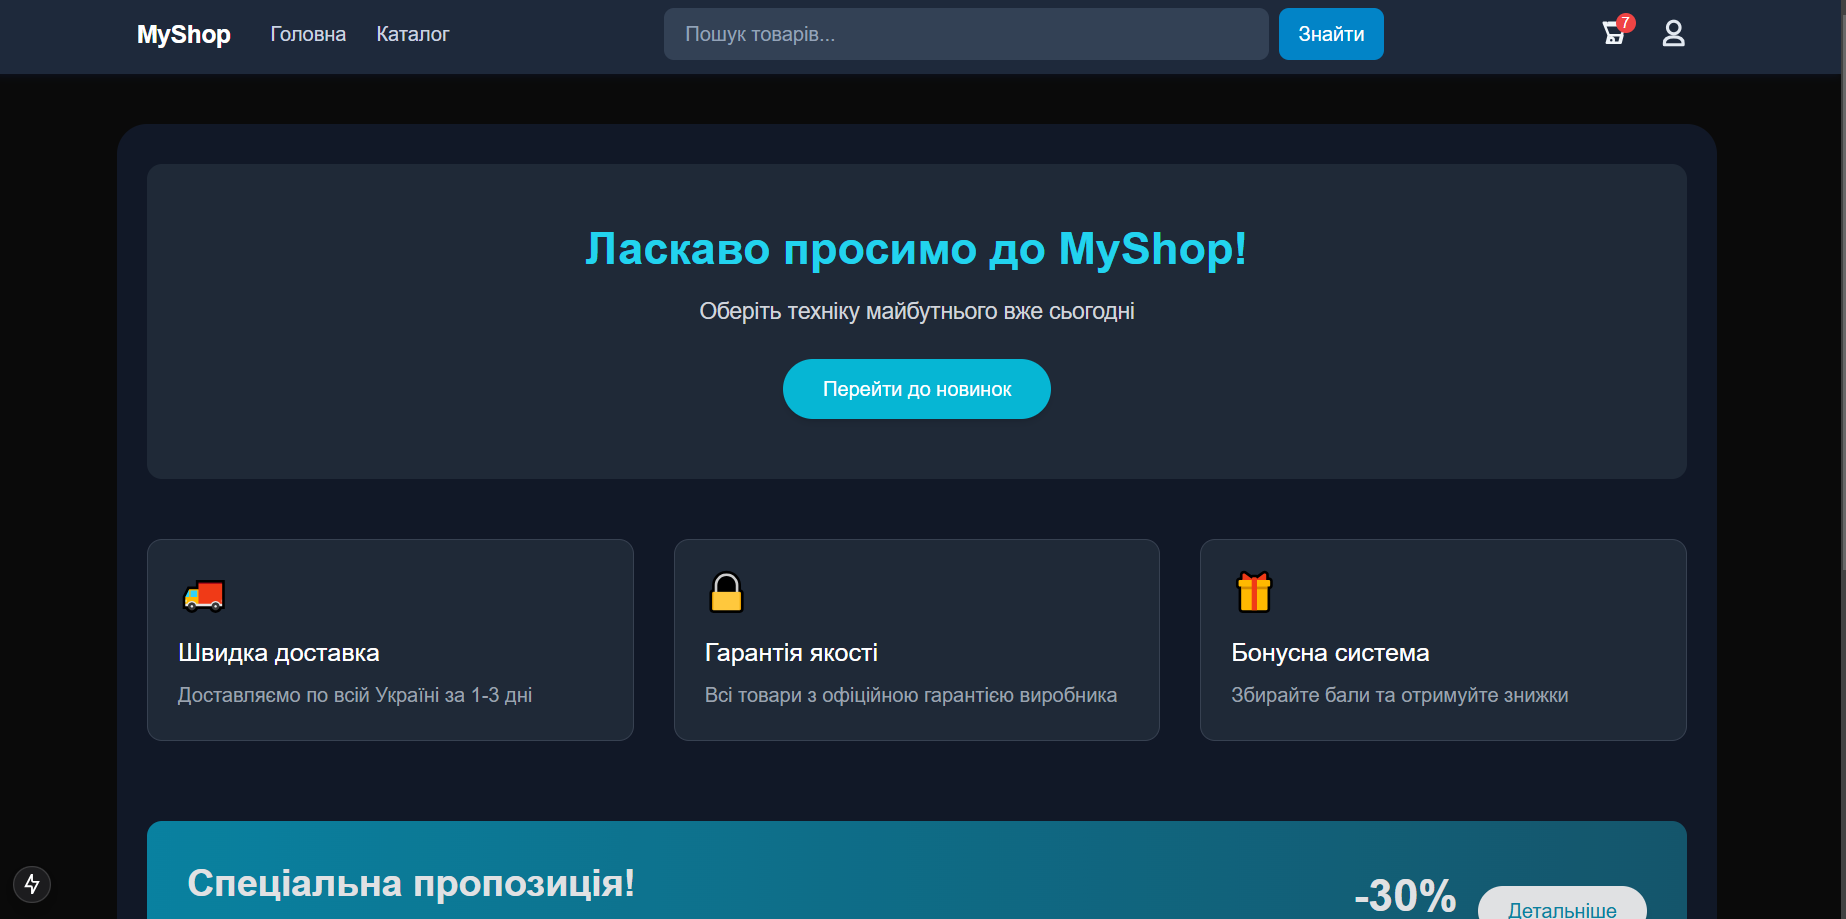 MyShop Головна Каталог Пошук товарів... Знайти 7
Ласкаво просимо до MyShop!
Оберіть техніку майбутнього вже сьогодні
Перейти до новинок
Швидка доставка
Доставляємо по всій Україні за 1-3 дні
Гарантія якості
Всі товари з офіційною гарантією виробника
Бонусна система
Збирайте бали та отримуйте знижки
Спеціальна пропозиція!
-30%
Детальніше